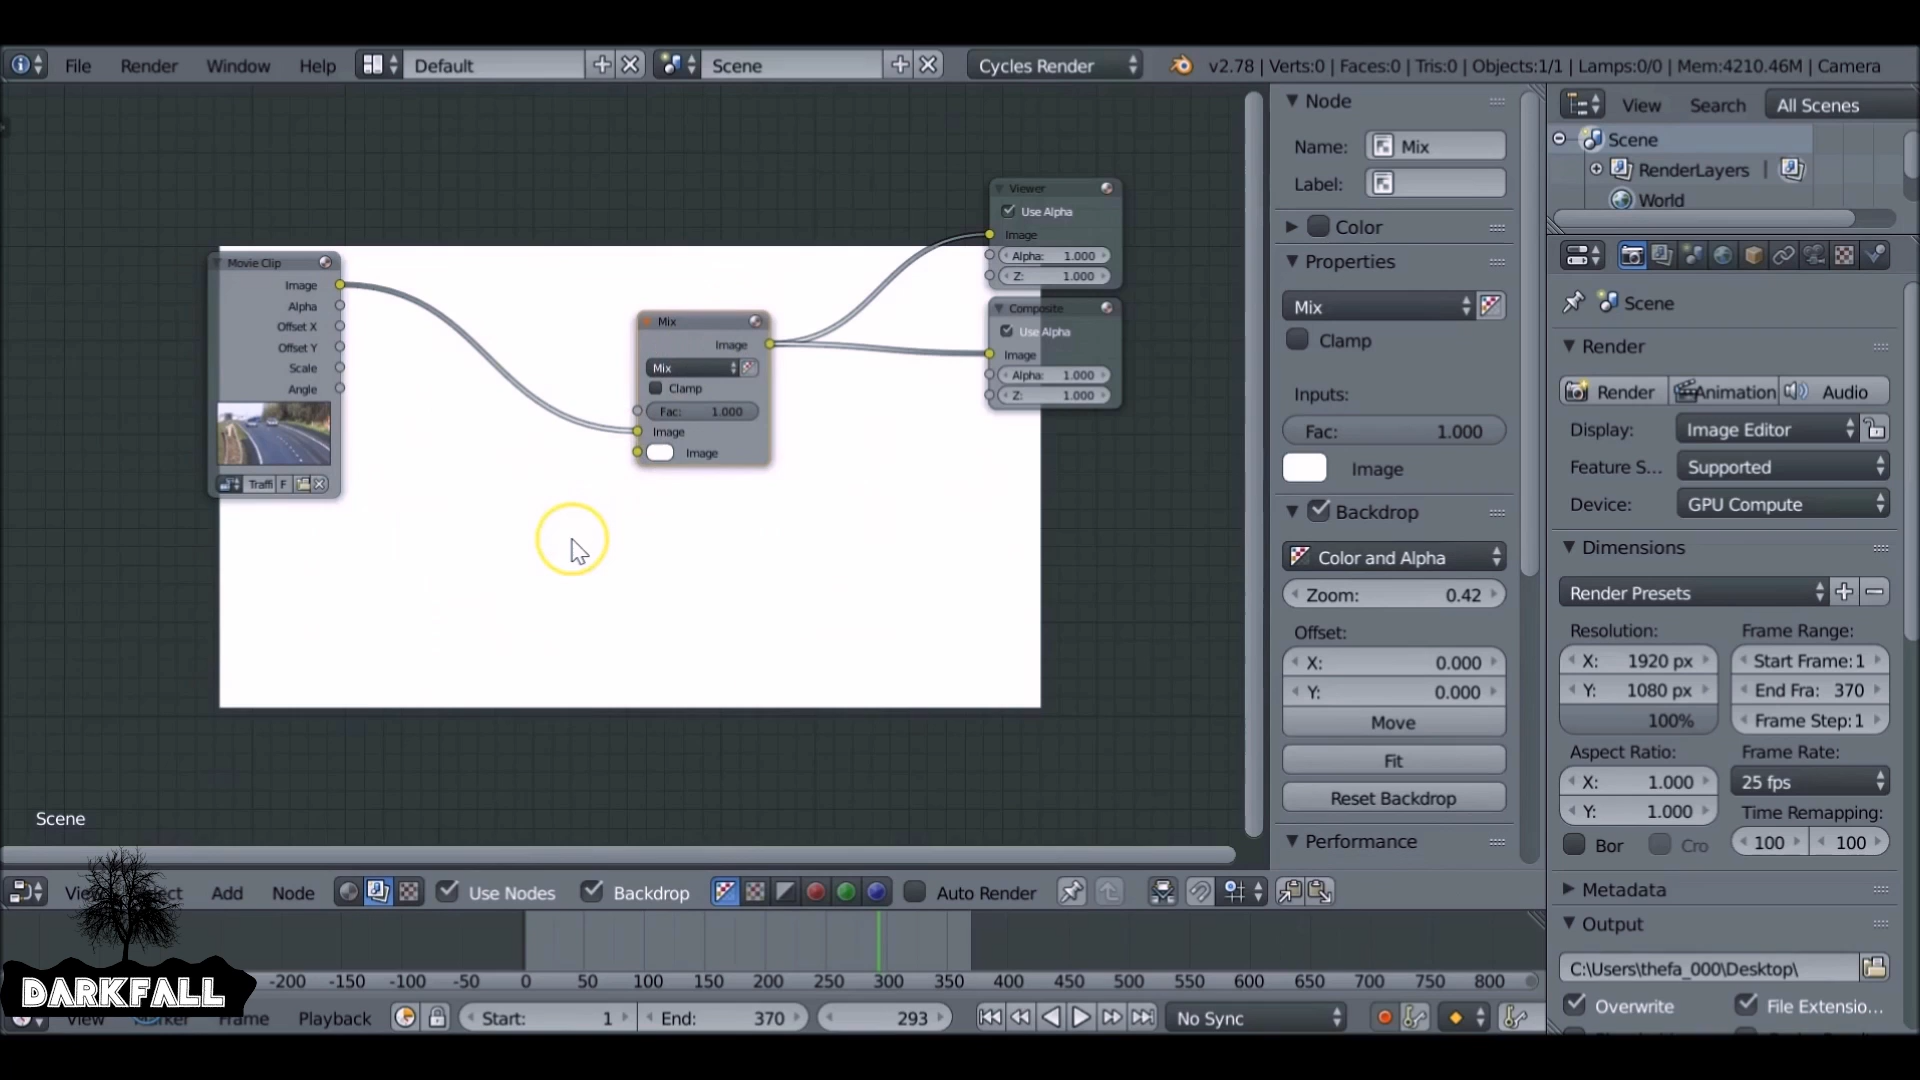 File Render Window Help Default Scene Cycles Render v2.78 | Verts:0 | Faces:0 | Tris:0 | Objects:1/1 | Lamps:0/0 | Mem:4210.46M | Camera
Node
Name: Mix
Label:
Color
Properties
Mix
Clamp
Inputs:
Fac: 1.000
Image
Backdrop
Color and Alpha
Zoom: 0.42
Offset:
X: 0.000
Y: 0.000
Move
Fit
Reset Backdrop
Performance
View Search All Scenes
Scene
RenderLayers |
World
Scene
Render
Render Animation Audio
Display: Image Editor
Feature S... Supported
Device: GPU Compute
Dimensions
Render Presets
Resolution: Frame Range:
X: 1920 px Start Frame:1
Y: 1080 px End Fra: 370
100% Frame Step:1
Aspect Ratio: Frame Rate:
X: 1.000 25 fps
Y: 1.000 Time Remapping:
Bor Cro 100 100
Metadata
Output
C:\Users\thefa_000\Desktop\
Overwrite File Extensio...
Viewer
Use Alpha
Image
Alpha: 1.000
Z: 1.000
Composite
Use Alpha
Image
Alpha: 1.000
Z: 1.000
Movie Clip
Image
Alpha
Offset X
Offset Y
Scale
Angle
Traffi F
Mix
Image
Mix
Clamp
Fac: 1.000
Image
Image
Scene
Add Node Use Nodes Backdrop Auto Render
-200 -150 -100 -50 0 50 100 150 200 250 300 350 400 450 500 550 600 650 700 750 800
DARKFALL
View Marker Frame Playback Start: 1 End: 370 293 No Sync